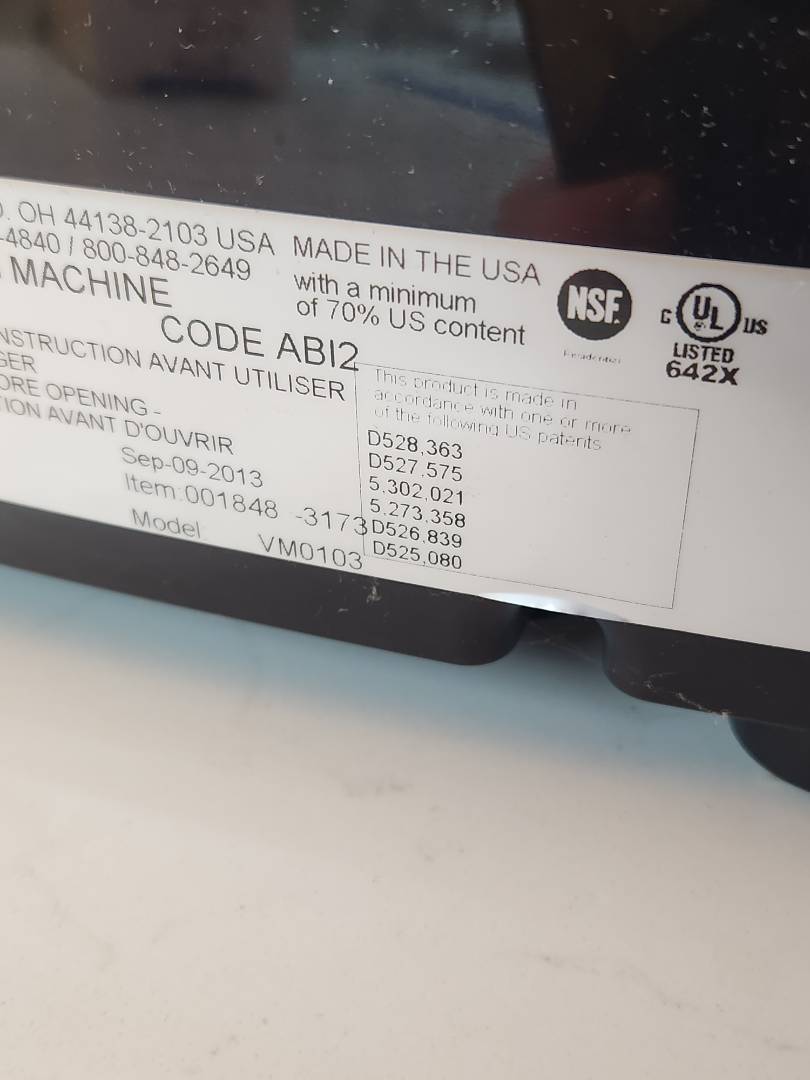 . OH 44138-2103 USA
-4840 / 800-848-2649
MACHINE
CODE ABI2
NSTRUCTION AVANT UTILISER
GER
ORE OPENING -
ION AVANT D'OUVRIR
Sep-09-2013
Item:001848 -3173
Model VM0103
MADE IN THE USA
with a minimum
of 70% US content
NSF.
C UL US
LISTED
642X
This product is made in
accordance with one or more
of the following US patents
D528,363
D527,575
5,302,021
5,273,358
D526,839
D525,080